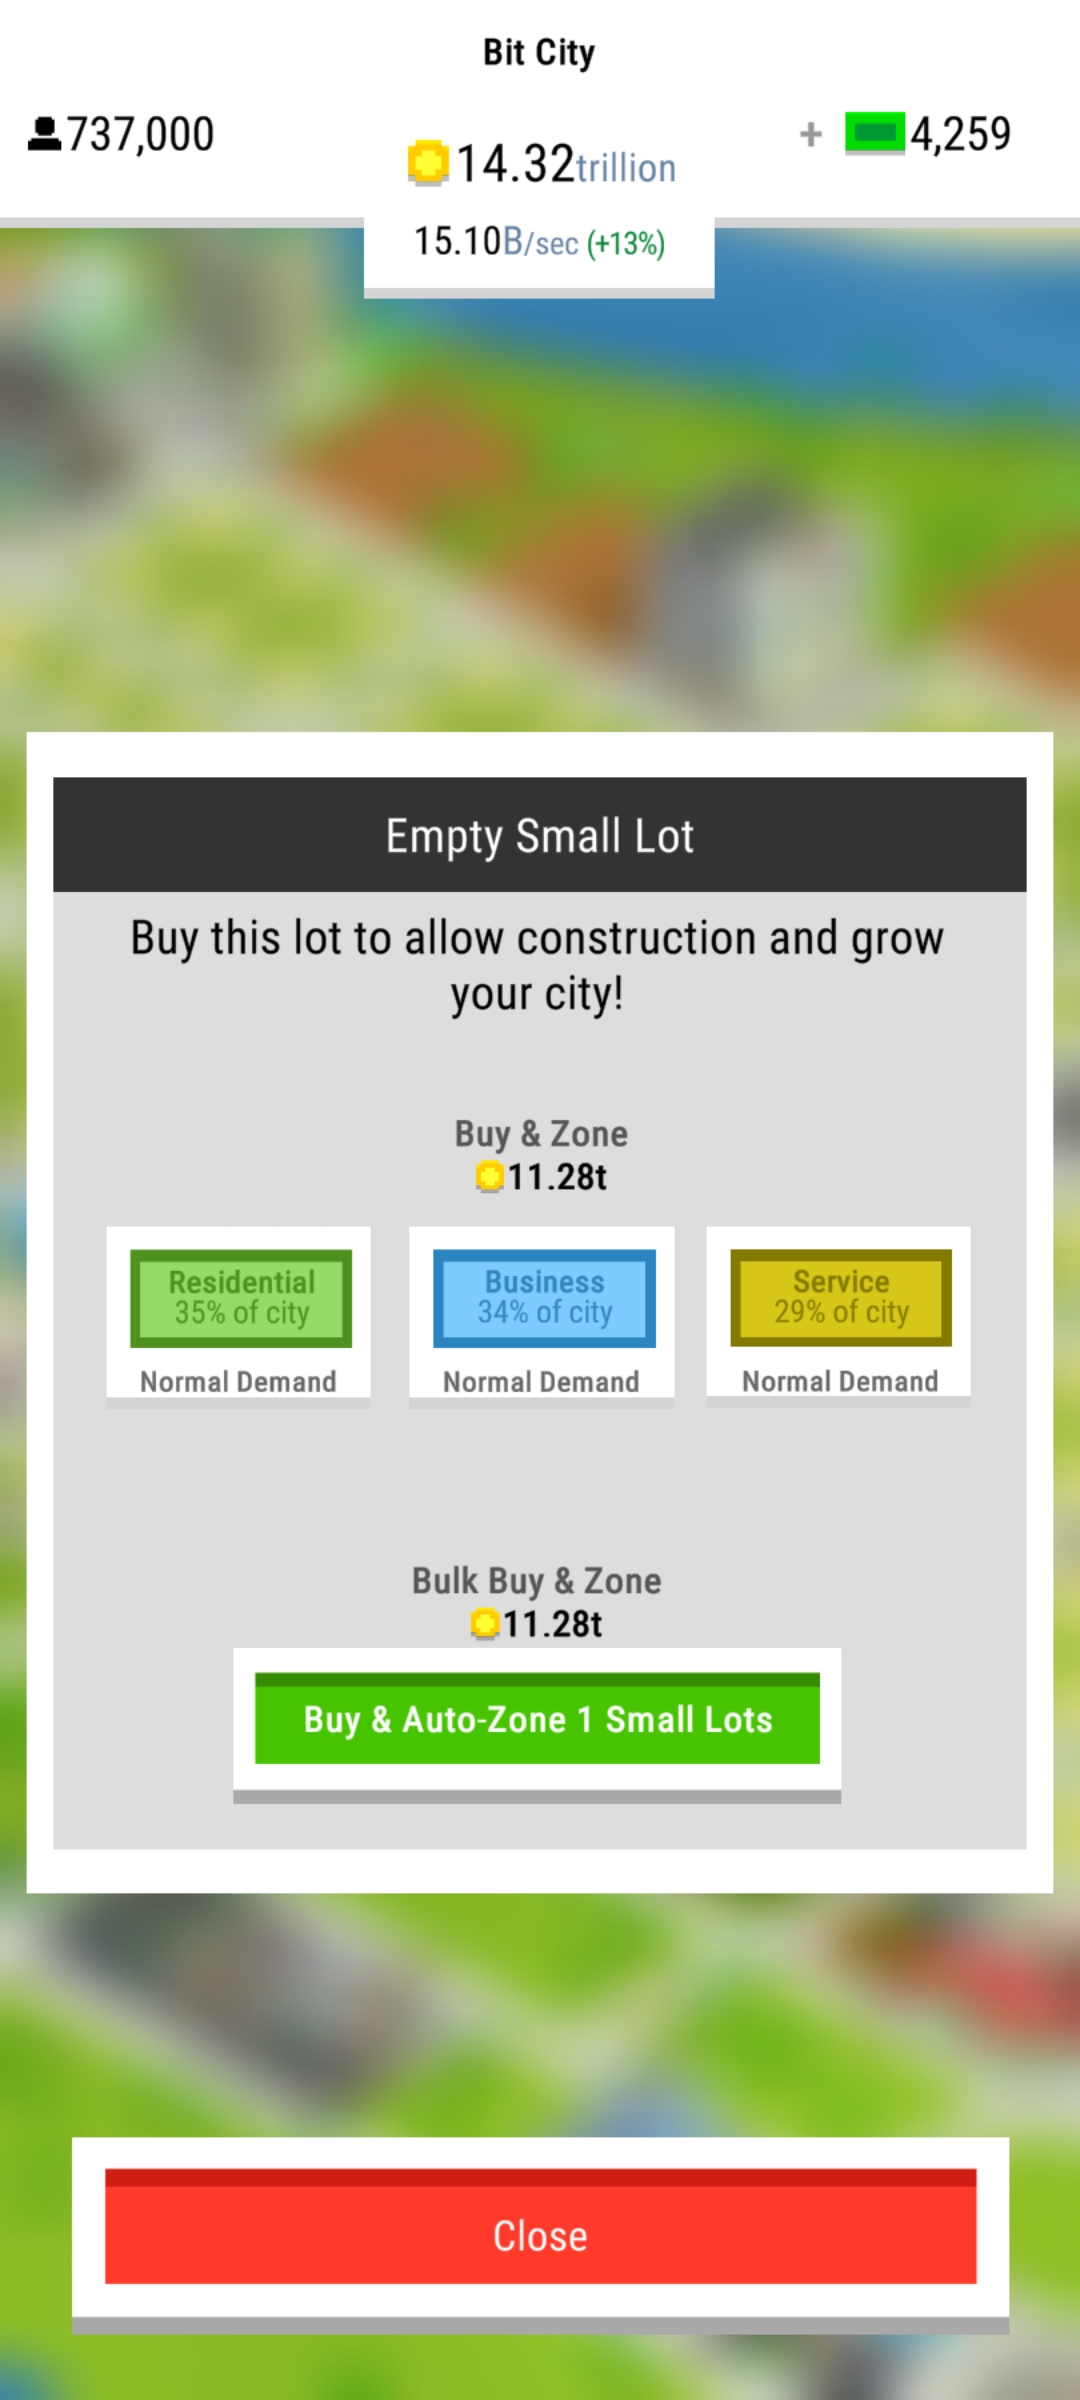 Bit City
737,000
14.32trillion
+ 4,259
15.10B/sec (+13%)
Empty Small Lot
Buy this lot to allow construction and grow
your city!
Buy & Zone
11.28t
Residential
35% of city
Normal Demand
Business
34% of city
Normal Demand
Service
29% of city
Normal Demand
Bulk Buy & Zone
11.28t
Buy & Auto-Zone 1 Small Lots
Close